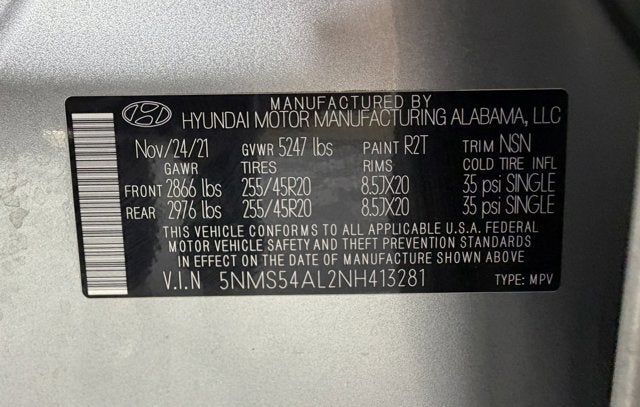 MANUFACTURED BY
HYUNDAI MOTOR MANUFACTURING ALABAMA, LLC
Nov/24/21 GVWR 5247 lbs PAINT R2T TRIM NSN
GAWR TIRES RIMS COLD TIRE INFL
FRONT 2866 lbs 255/45R20 8.5JX20 35 psi SINGLE
REAR 2976 lbs 255/45R20 8.5JX20 35 psi SINGLE
THIS VEHICLE CONFORMS TO ALL APPLICABLE U.S.A. FEDERAL
MOTOR VEHICLE SAFETY AND THEFT PREVENTION STANDARDS
IN EFFECT ON THE DATE OF MANUFACTURE SHOWN ABOVE
V.I.N 5NMS54AL2NH413281 TYPE: MPV